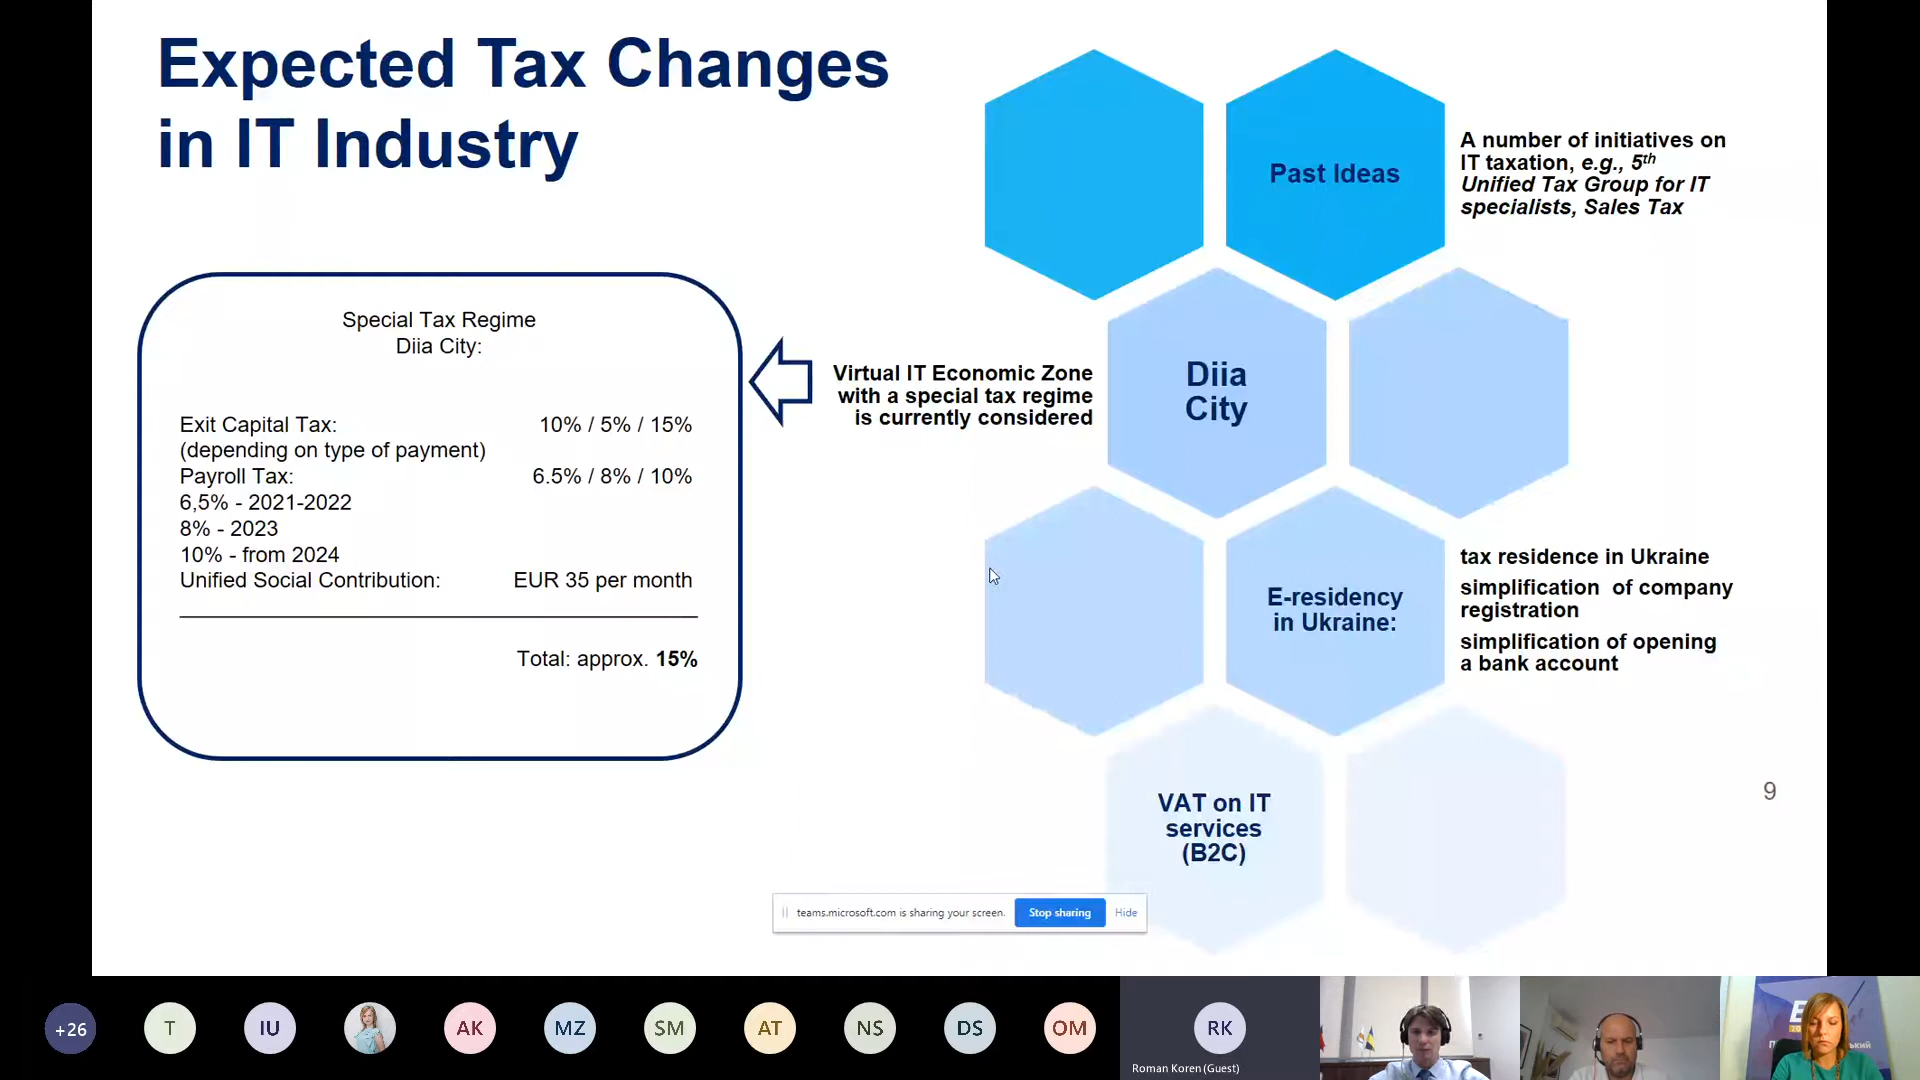 Expected Tax Changes
in IT Industry
Special Tax Regime
Diia City:
Exit Capital Tax: 10% / 5% / 15%
(depending on type of payment)
Payroll Tax: 6.5% / 8% / 10%
6,5% - 2021-2022
8% - 2023
10% - from 2024
Unified Social Contribution: EUR 35 per month
Total: approx. 15%
Past Ideas
A number of initiatives on
IT taxation, e.g., 5th
Unified Tax Group for IT
specialists, Sales Tax
Virtual IT Economic Zone
with a special tax regime
is currently considered
Diia
City
E-residency
in Ukraine:
tax residence in Ukraine
simplification of company
registration
simplification of opening
a bank account
VAT on IT
services
(B2C)
9
teams.microsoft.com is sharing your screen. Stop sharing Hide
+26 T IU AK MZ SM AT NS DS OM RK
Roman Koren (Guest)